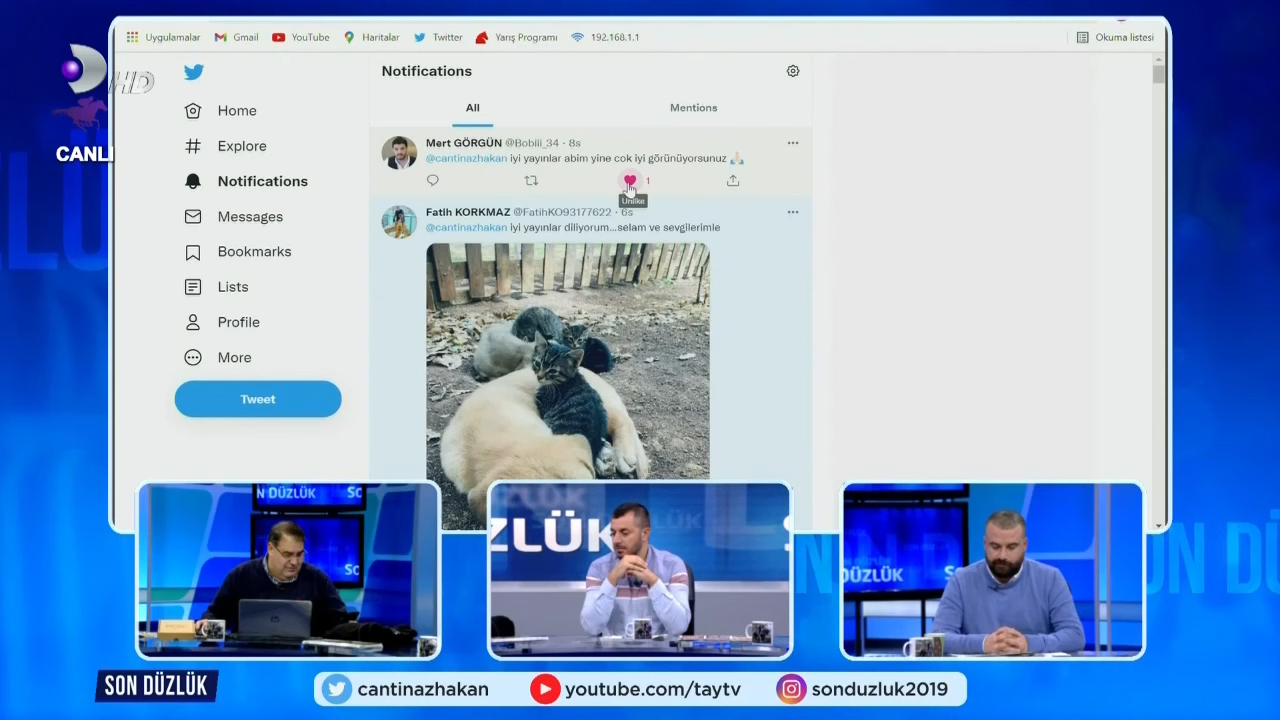 Uygulamalar
Gmail
YouTube
Haritalar
Twitter
Yarış Programı
192.168.1.1
Okuma listesi
HD
CANLI
Home
Explore
Notifications
Messages
Bookmarks
Lists
Profile
More
Tweet
Notifications
All
Mentions
Mert GÖRGÜN @Bobili_34 · 8s
@cantinazhakan iyi yayınlar abim yine cok iyi görünüyorsunuz
1
Unlike
Fatih KORKMAZ @FatihKO93177622 · 6s
@cantinazhakan iyi yayınlar diliyorum...selam ve sevgilerimle
N DÜZLÜK
ZLÜK
DÜZLÜK
ON DÜ
SON DÜZLÜK
cantinazhakan
youtube.com/taytv
sonduzluk2019